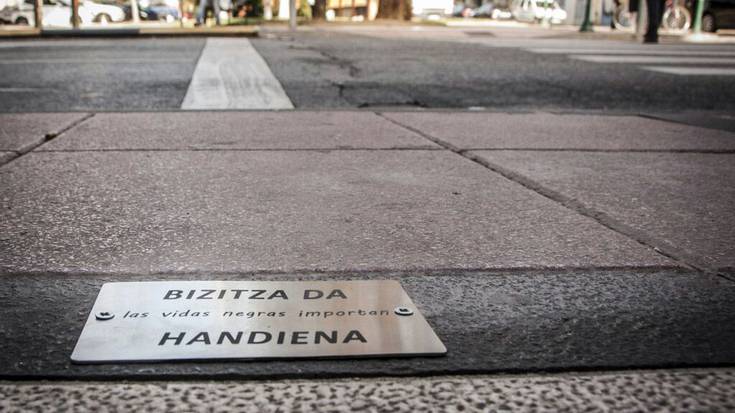 BIZITZA DA
las vidas negras importan
HANDIENA